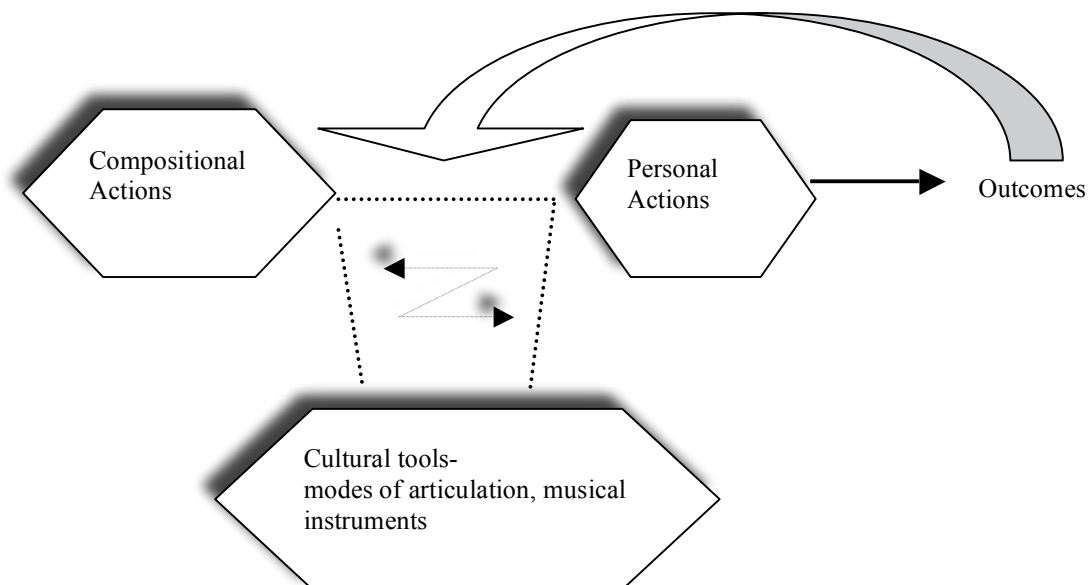 Compositional
Actions
Personal
Actions
Outcomes
Cultural tools-
modes of articulation, musical
instruments